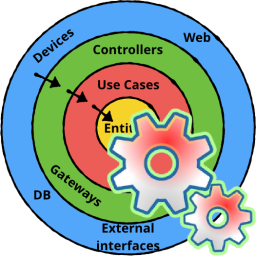 Devices
Web
Controllers
Use Cases
Enti
Gateways
DB
External
interfaces